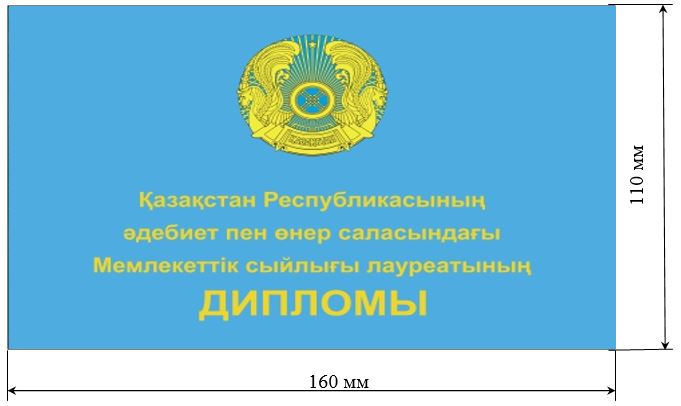 Қазақстан Республикасының
әдебиет пен өнер саласындағы
Мемлекеттік сыйлығы лауреатының
ДИПЛОМЫ
110 мм
160 мм